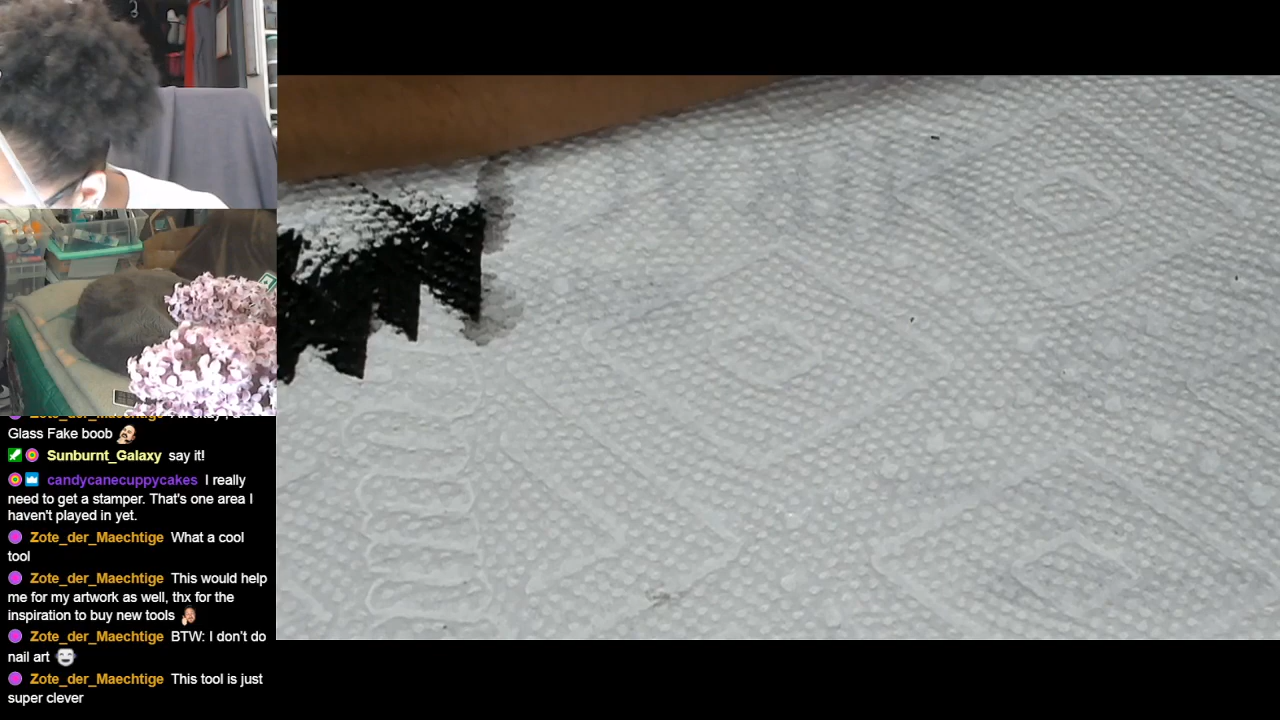 Glass Fake boob
Sunburnt_Galaxy say it!
candycanecuppycakes I really
need to get a stamper. That's one area I
haven't played in yet.
Zote_der_Maechtige What a cool
tool
Zote_der_Maechtige This would help
me for my artwork as well, thx for the
inspiration to buy new tools
Zote_der_Maechtige BTW: I don't do
nail art
Zote_der_Maechtige This tool is just
super clever